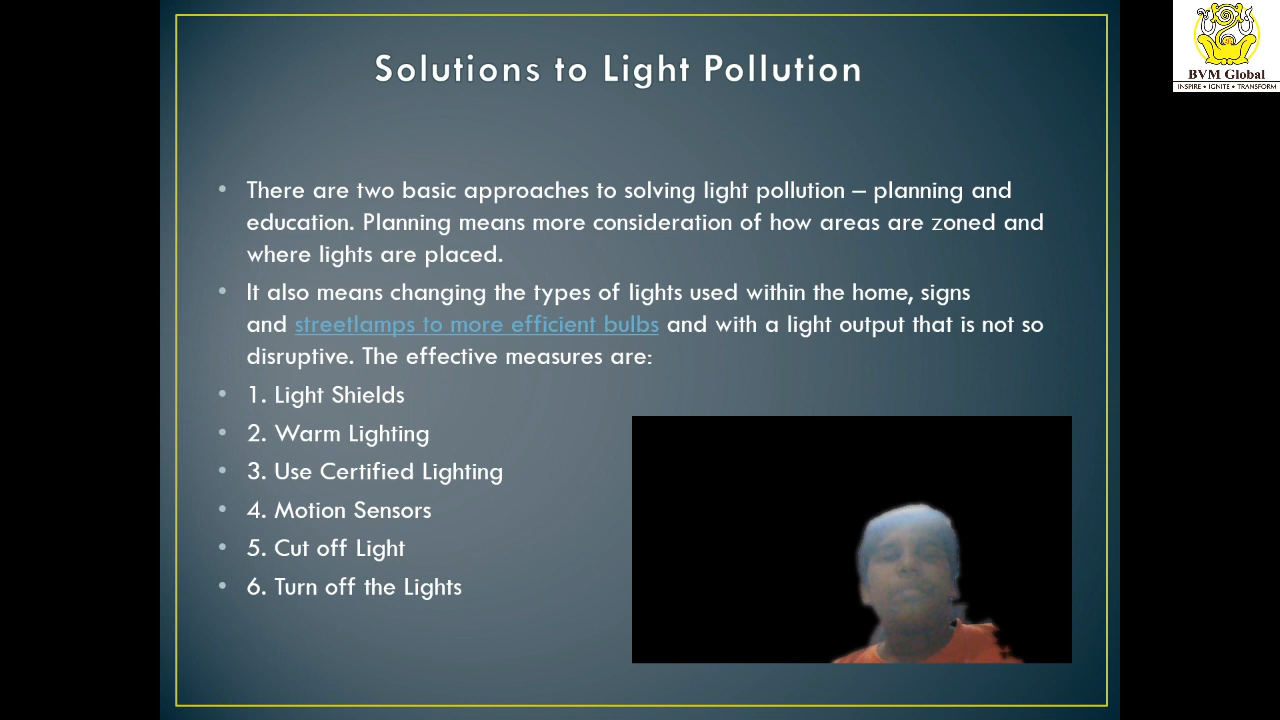 Solutions to Light Pollution
BVM Global
INSPIRE • IGNITE • TRANSFORM
• There are two basic approaches to solving light pollution – planning and
education. Planning means more consideration of how areas are zoned and
where lights are placed.
• It also means changing the types of lights used within the home, signs
and streetlamps to more efficient bulbs and with a light output that is not so
disruptive. The effective measures are:
• 1. Light Shields
• 2. Warm Lighting
• 3. Use Certified Lighting
• 4. Motion Sensors
• 5. Cut off Light
• 6. Turn off the Lights